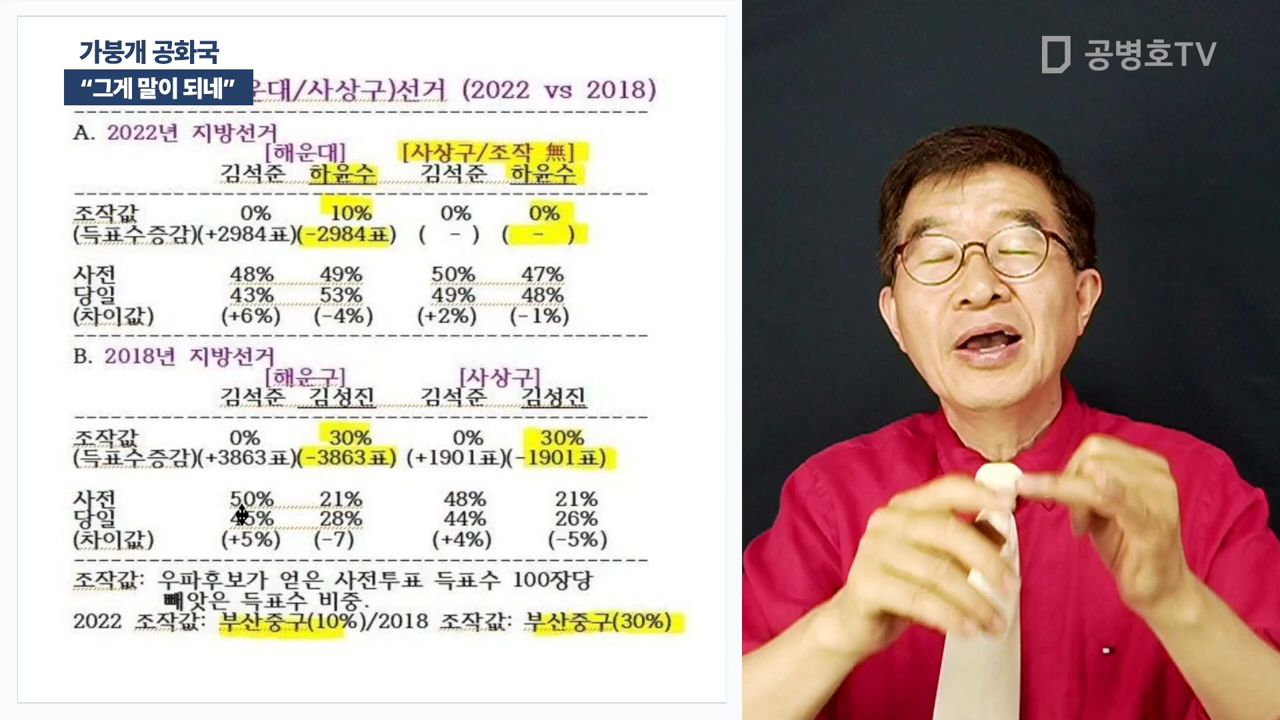 가붕개 공화국
“그게 말이 되네”
운대/사상구)선거 (2022 vs 2018)
A. 2022년 지방선거
[해운대] [사상구/조작 無]
김석준 하윤수 김석준 하윤수
조작값 0% 10% 0% 0%
(득표수증감)(+2984표)(-2984표) ( - ) ( - )
사전 48% 49% 50% 47%
당일 43% 53% 49% 48%
(차이값) (+6%) (-4%) (+2%) (-1%)
B. 2018년 지방선거
[해운구] [사상구]
김석준 김성진 김석준 김성진
조작값 0% 30% 0% 30%
(득표수증감)(+3863표)(-3863표) (+1901표)(-1901표)
사전 50% 21% 48% 21%
당일 45% 28% 44% 26%
(차이값) (+5%) (-7) (+4%) (-5%)
조작값: 우파후보가 얻은 사전투표 득표수 100장당
빼앗은 득표수 비중.
2022 조작값: 부산중구(10%)/2018 조작값: 부산중구(30%)
공병호TV